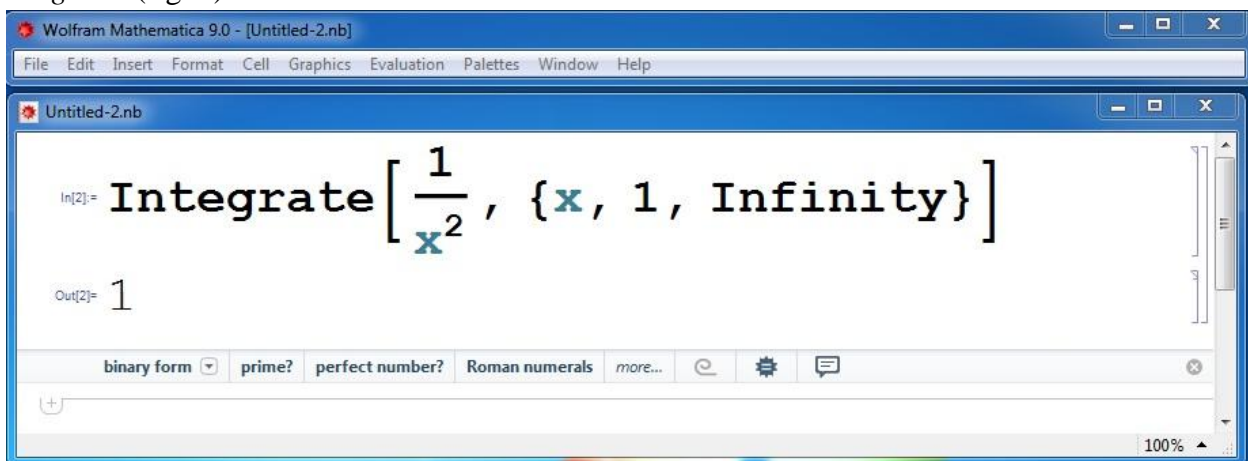 Wolfram Mathematica 9.0 - [Untitled-2.nb]
File Edit Insert Format Cell Graphics Evaluation Palettes Window Help
Untitled-2.nb
In[2]:= Integrate[1/x^2, {x, 1, Infinity}]
Out[2]= 1
binary form prime? perfect number? Roman numerals more...
100%